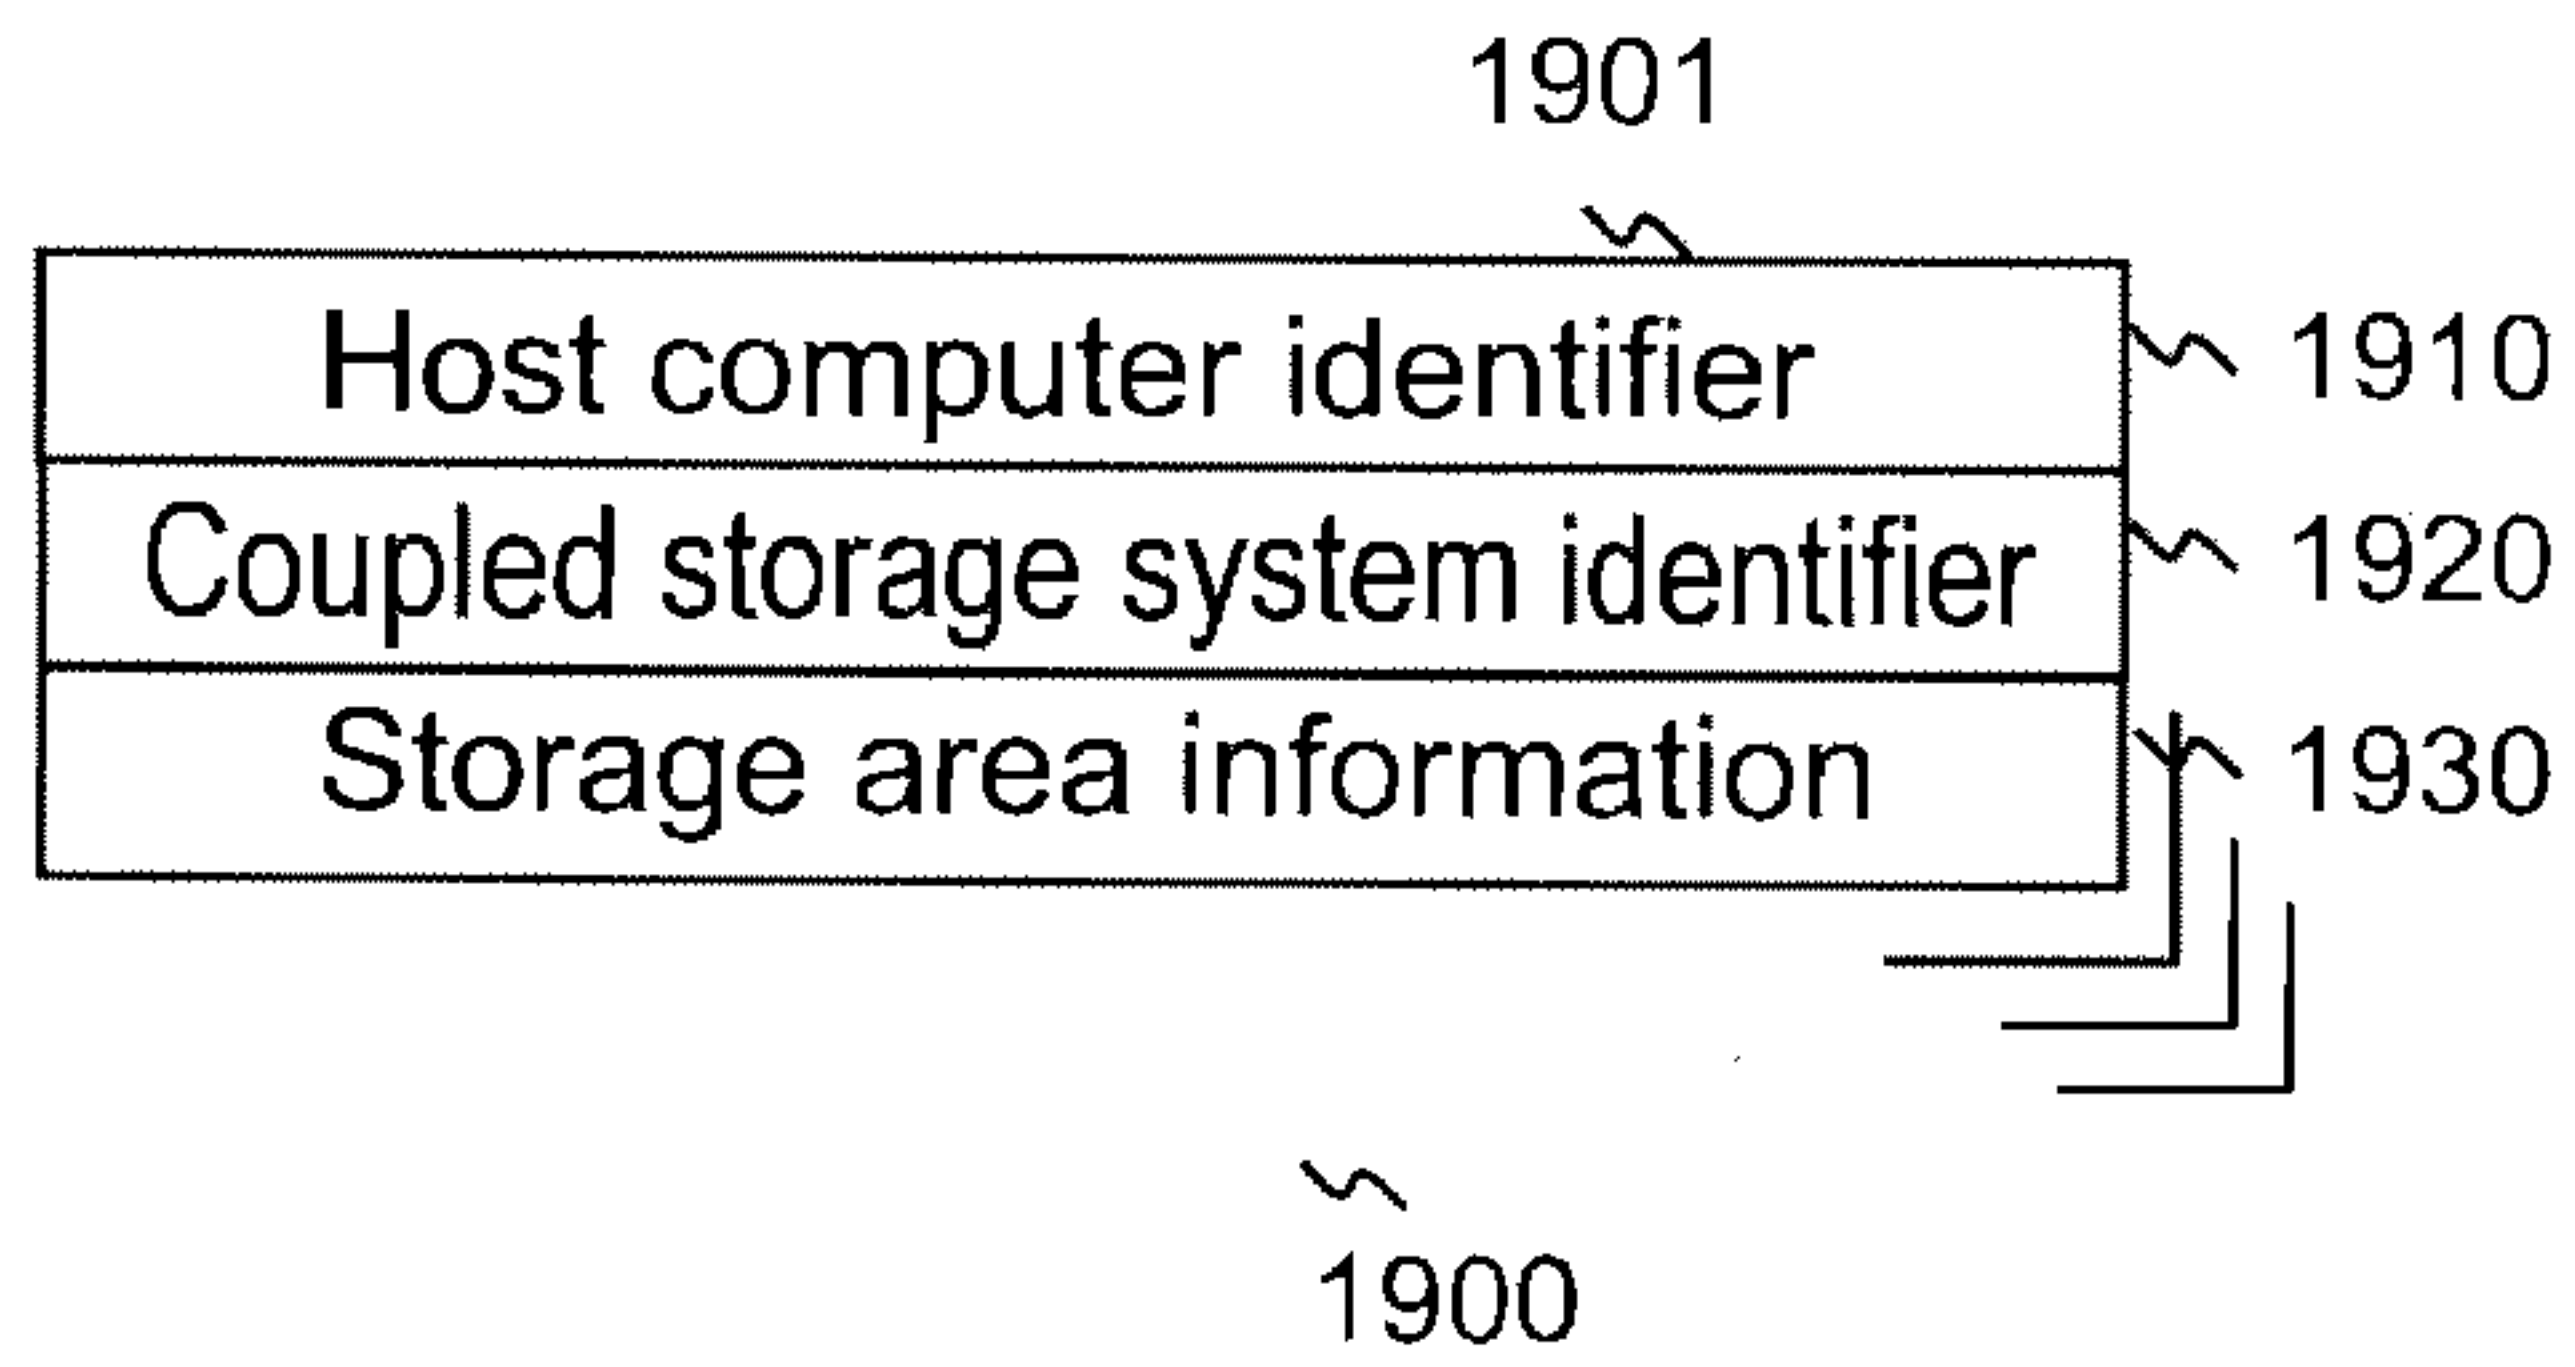 1901
Host computer identifier 1910
Coupled storage system identifier 1920
Storage area information 1930
1900